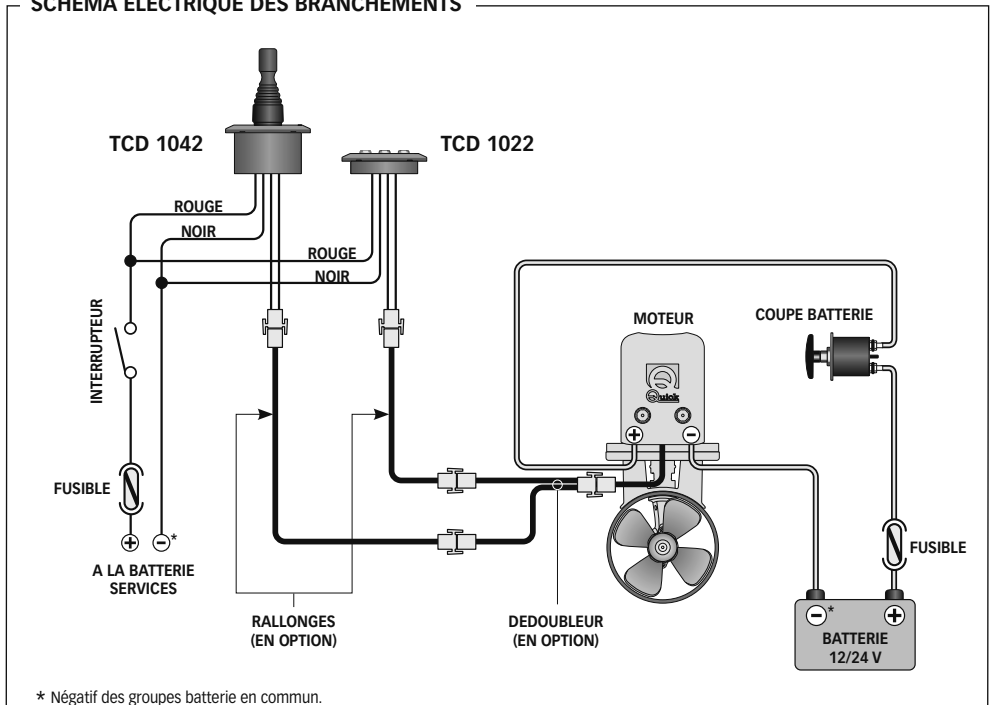 SCHEMA ELECTRIQUE DES BRANCHEMENTS
TCD 1042
TCD 1022
ROUGE
NOIR
ROUGE
NOIR
INTERRUPTEUR
MOTEUR
COUPE BATTERIE
Quick
+
-
FUSIBLE
+
-*
A LA BATTERIE
SERVICES
RALLONGES
(EN OPTION)
DEDOUBLEUR
(EN OPTION)
FUSIBLE
-*
+
BATTERIE
12/24 V
* Négatif des groupes batterie en commun.